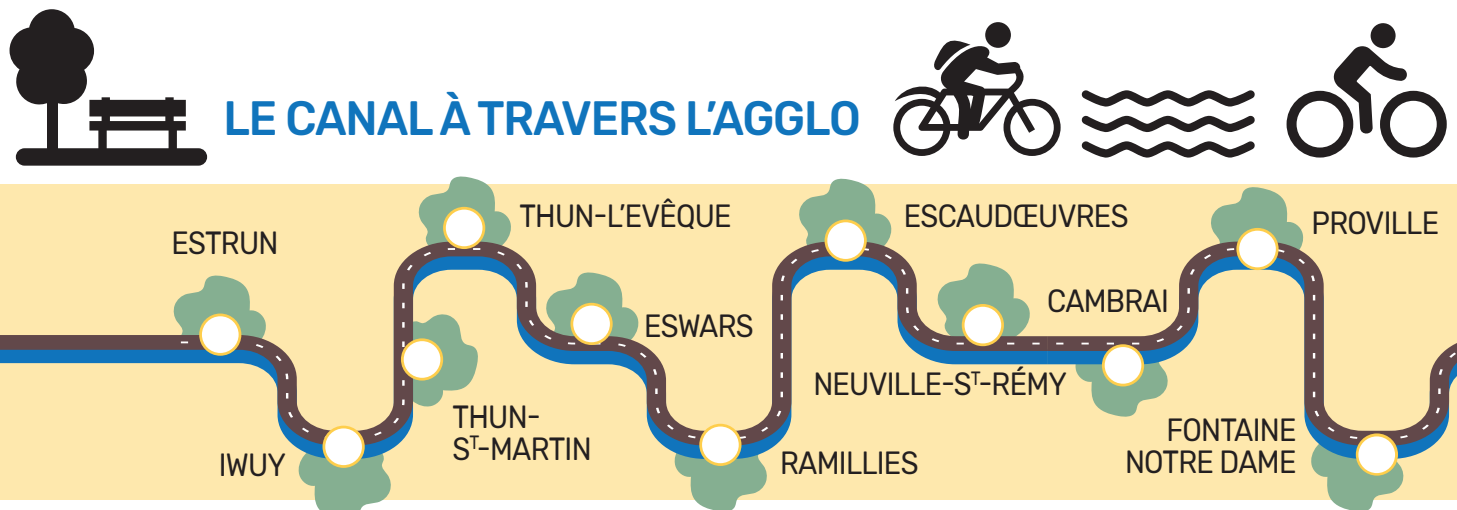 LE CANAL À TRAVERS L'AGGLO
ESTRUN
IWUY
THUN-
Sᵀ-MARTIN
THUN-L'EVÊQUE
ESWARS
RAMILLIES
ESCAUDŒUVRES
NEUVILLE-Sᵀ-RÉMY
CAMBRAI
PROVILLE
FONTAINE
NOTRE DAME